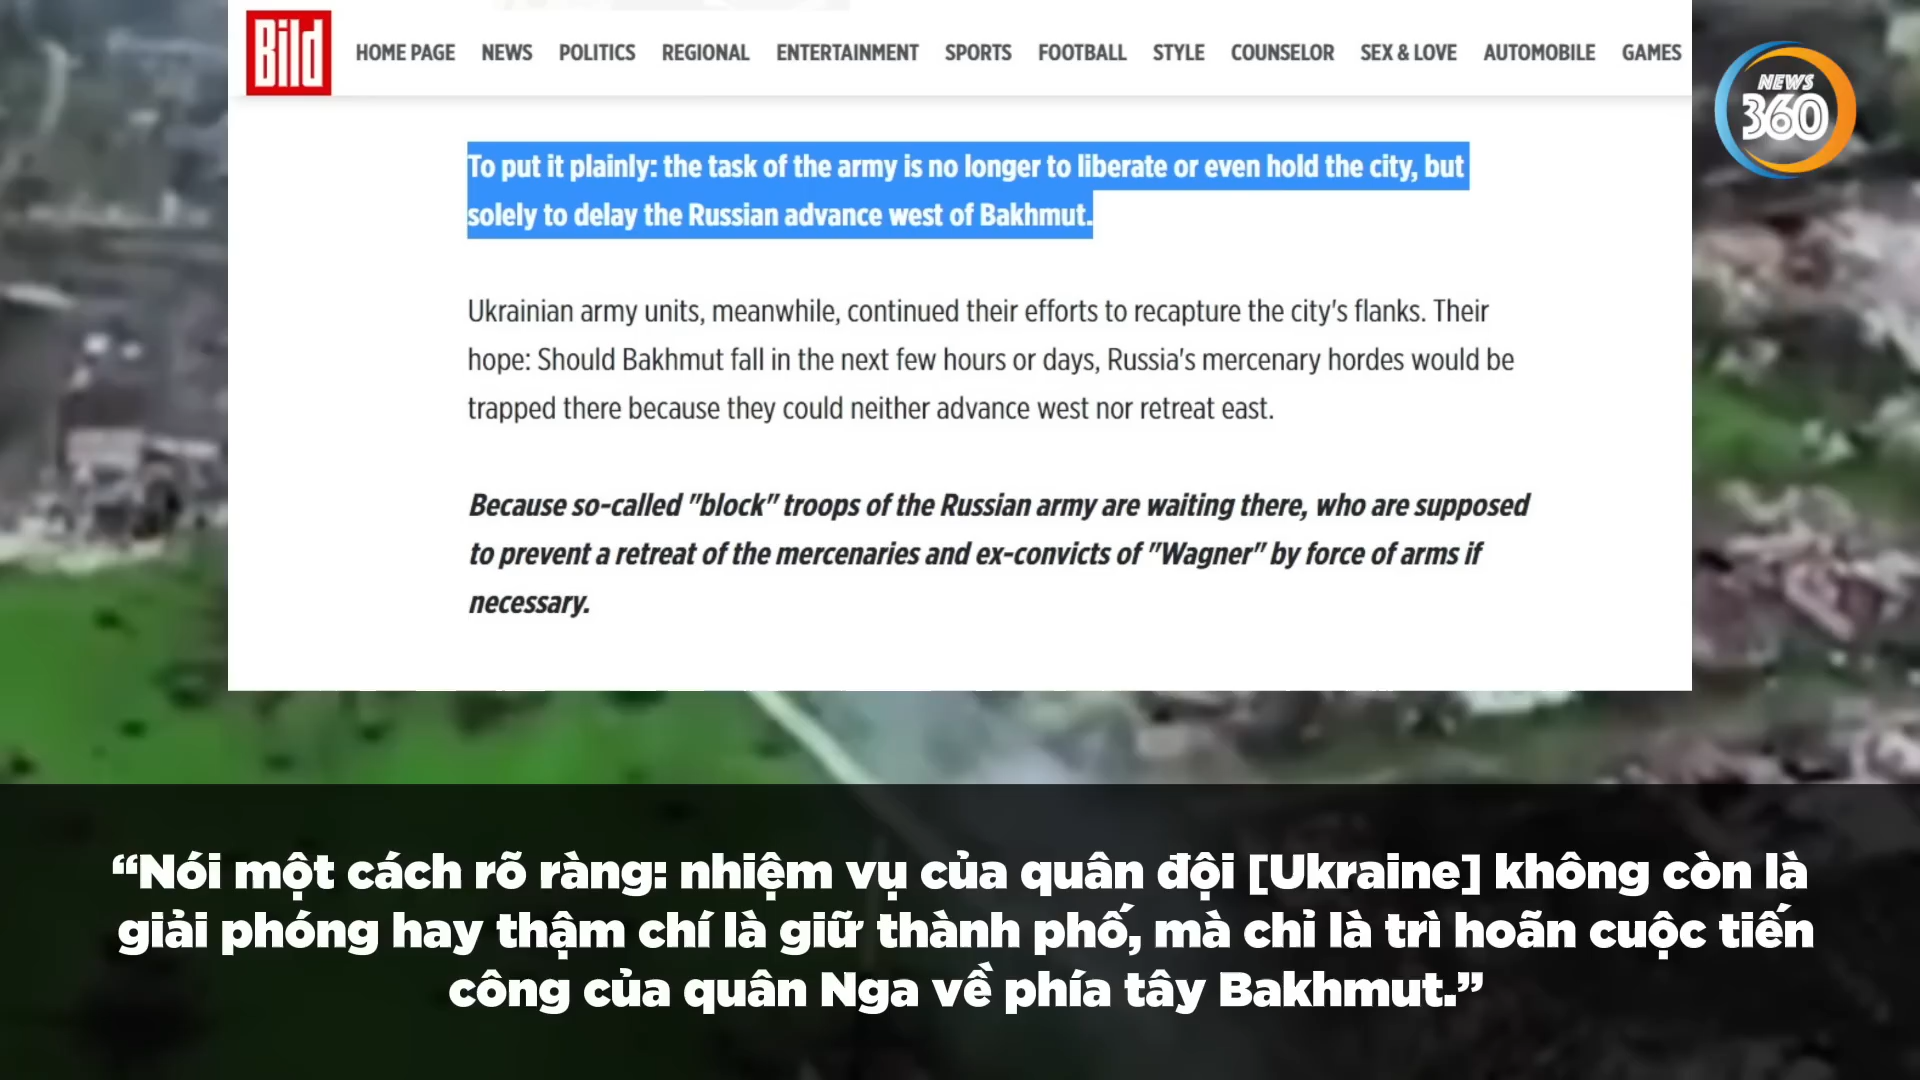 Bild
HOME PAGE NEWS POLITICS REGIONAL ENTERTAINMENT SPORTS FOOTBALL STYLE COUNSELOR SEX & LOVE AUTOMOBILE GAMES
NEWS
360
To put it plainly: the task of the army is no longer to liberate or even hold the city, but
solely to delay the Russian advance west of Bakhmut.
Ukrainian army units, meanwhile, continued their efforts to recapture the city's flanks. Their
hope: Should Bakhmut fall in the next few hours or days, Russia's mercenary hordes would be
trapped there because they could neither advance west nor retreat east.
Because so-called "block" troops of the Russian army are waiting there, who are supposed
to prevent a retreat of the mercenaries and ex-convicts of "Wagner" by force of arms if
necessary.
“Nói một cách rõ ràng: nhiệm vụ của quân đội [Ukraine] không còn là
giải phóng hay thậm chí là giữ thành phố, mà chỉ là trì hoãn cuộc tiến
công của quân Nga về phía tây Bakhmut.”